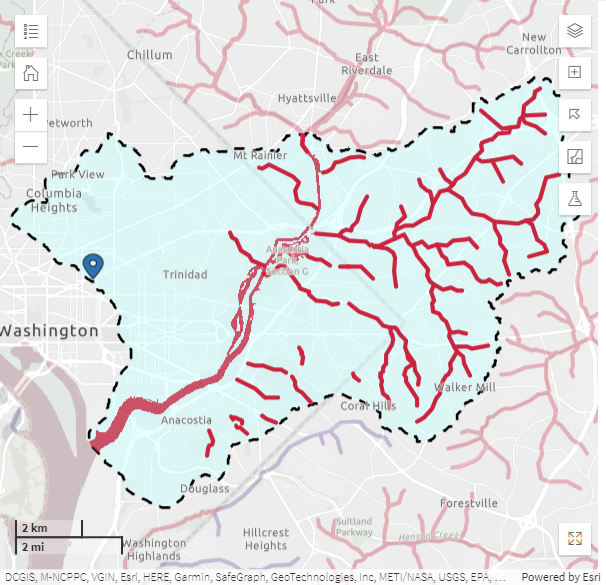 Park
New
Carrollton
Chillum
East
Riverdale
Hyattsville
Mt Rainier
Park View
Columbia
Heights
Anacostia
Park
Section G
Trinidad
Washington
Walker Mill
Coral Hills
Anacostia
Douglass
Forestville
Suitland
Parkway
Henson Creek
Hillcrest
Heights
Washington
Highlands
2 km
2 mi
DCGIS, M-NCPPC, VGIN, Esri, HERE, Garmin, SafeGraph, GeoTechnologies, Inc, METI/NASA, USGS, EPA, ...
Powered by Esri